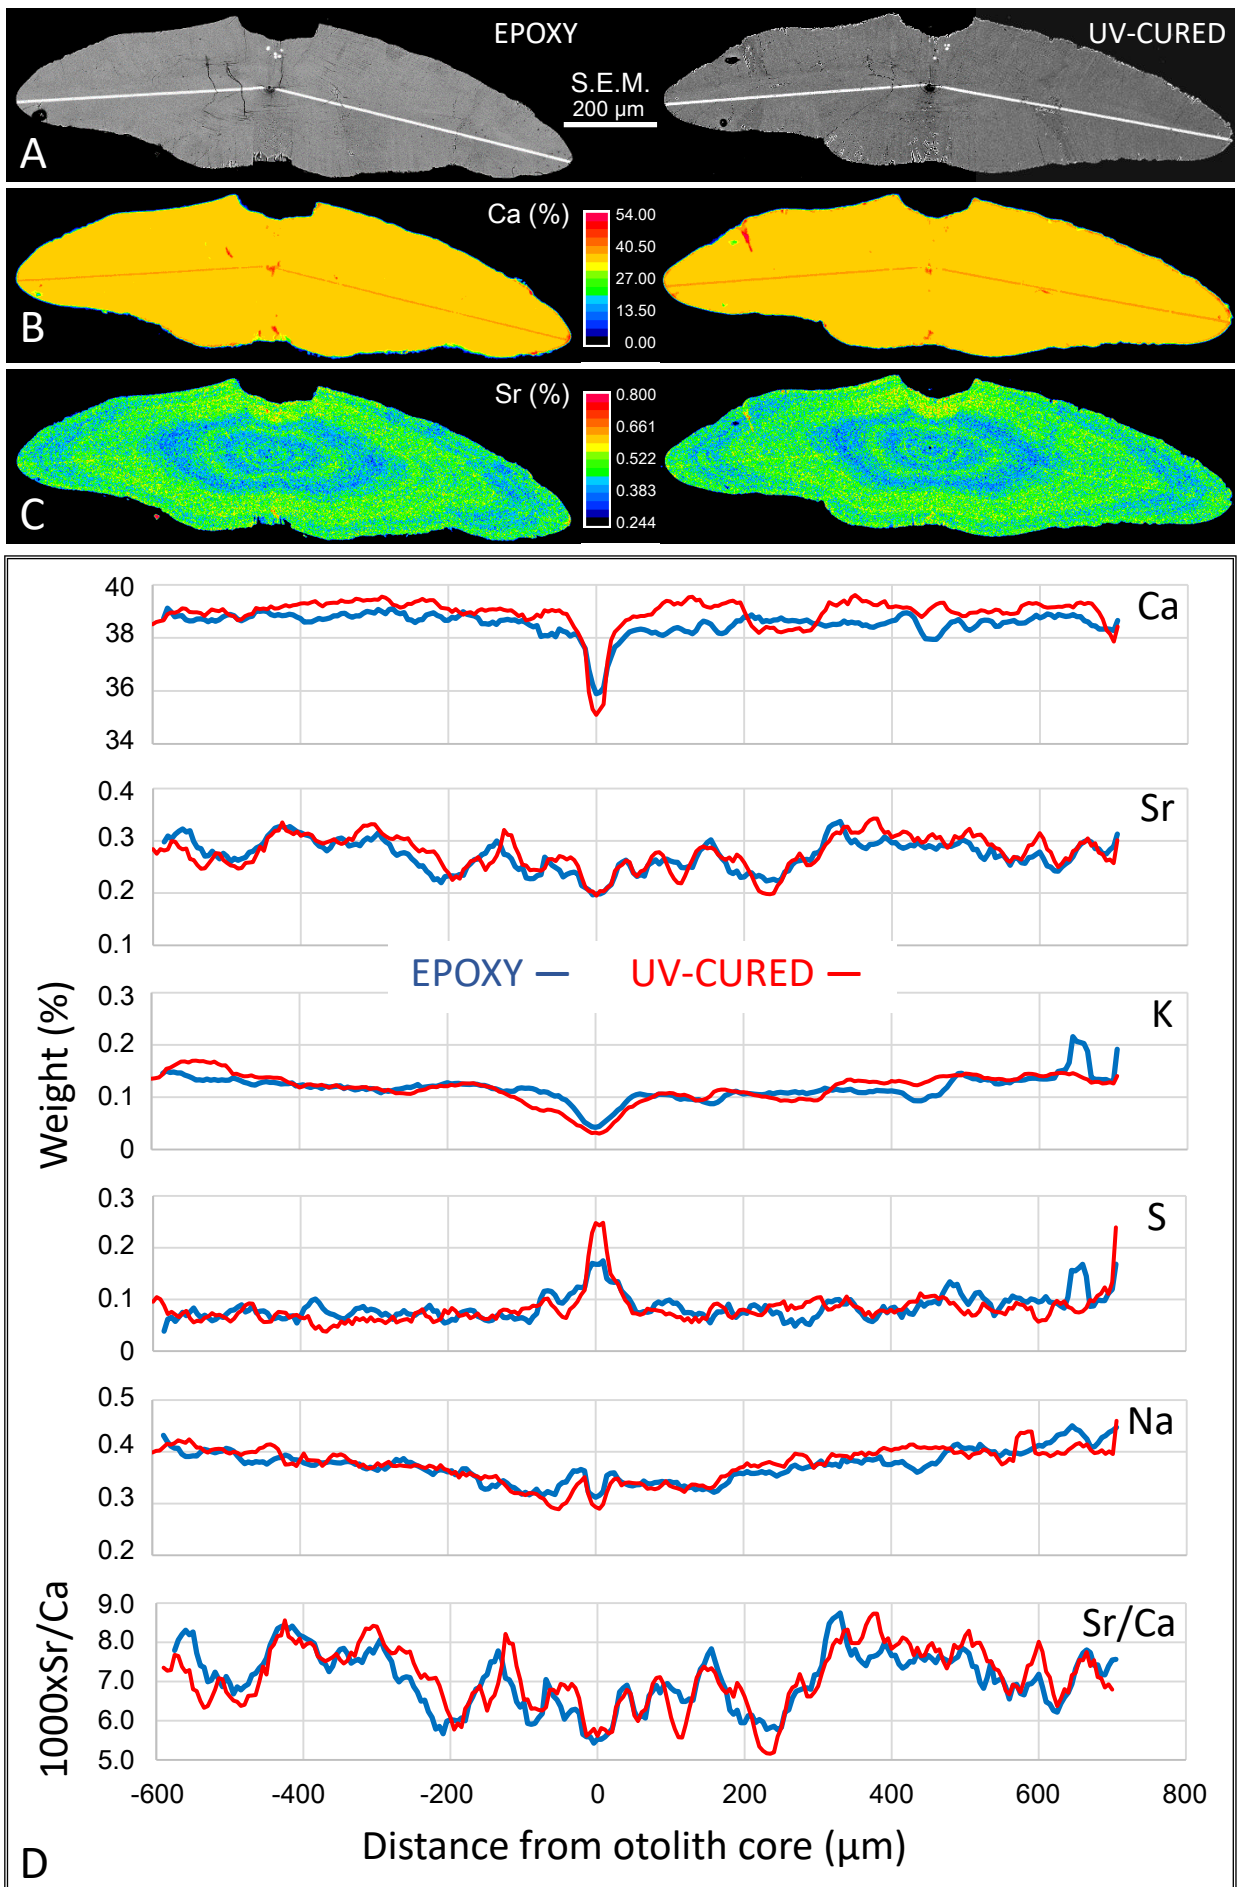 EPOXY
UV-CURED
S.E.M.
200 µm
A
Ca (%)
54.00
40.50
27.00
13.50
0.00
B
Sr (%)
0.800
0.661
0.522
0.383
0.244
C
40
38
36
34
Ca
0.4
0.3
0.2
0.1
Sr
EPOXY
UV-CURED
Weight (%)
0.3
0.2
0.1
0
K
0.3
0.2
0.1
0
S
0.5
0.4
0.3
0.2
Na
1000xSr/Ca
9.0
8.0
7.0
6.0
5.0
Sr/Ca
-600 -400 -200 0 200 400 600 800
Distance from otolith core (µm)
D